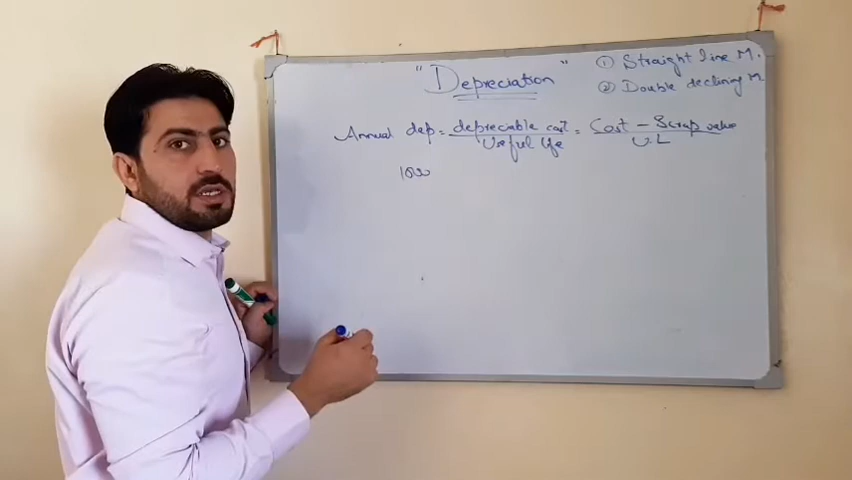 "Depreciation"
① Straight line M.
② Double declining M.
Annual dep = depreciable cost / Useful life = Cost - Scrap value / U.L
1000